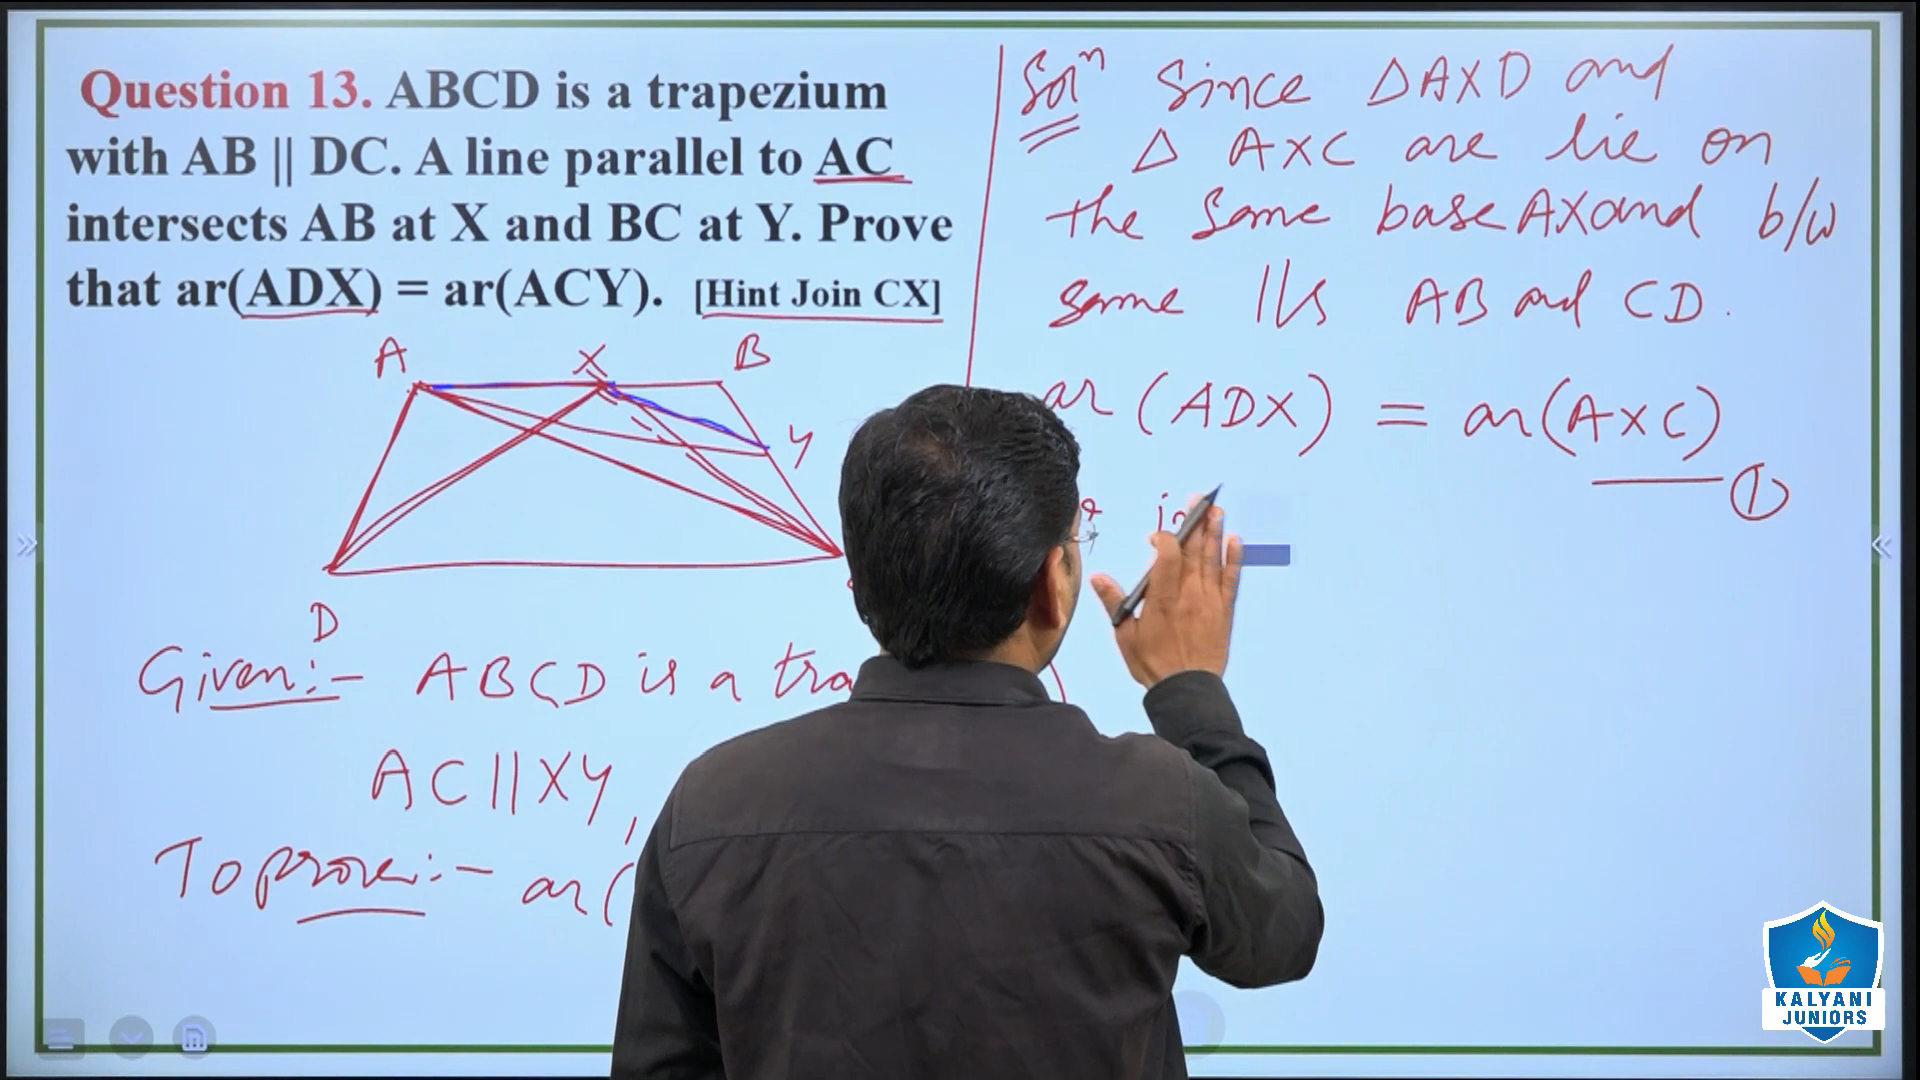 Question 13. ABCD is a trapezium
with AB || DC. A line parallel to AC
intersects AB at X and BC at Y. Prove
that ar(ADX) = ar(ACY). [Hint Join CX]
A X B
Y
D
Given:- ABCD is a tra
AC||XY,
To prove:- ar(
Solⁿ Since △AXD and
△ AXC are lie on
the same base AX and b/w
same ||ls AB and CD.
ar (ADX) = ar(AXC)
①
in
KALYANI
JUNIORS